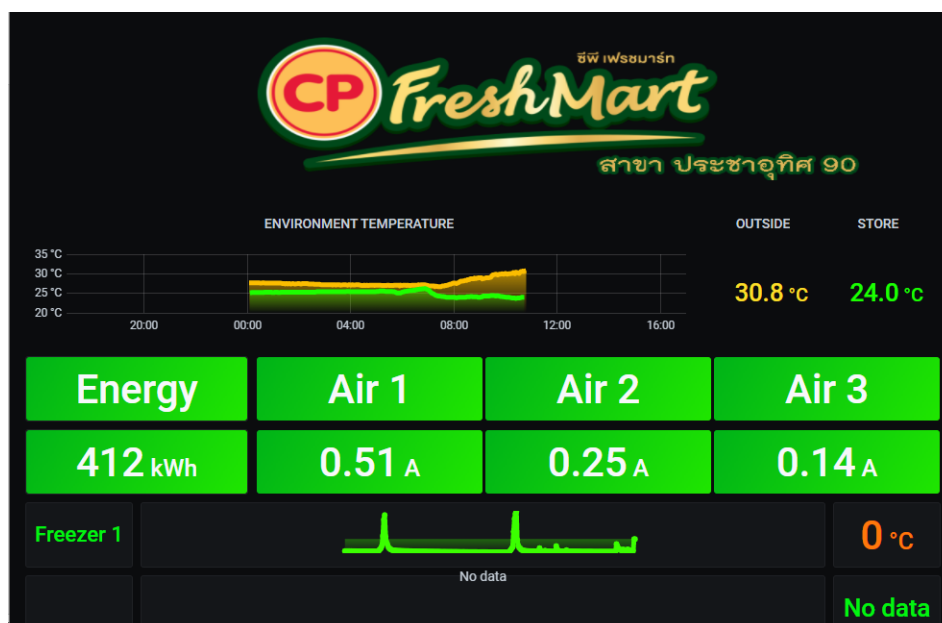 ซีพี เฟรชมาร์ท
CP FreshMart
สาขา ประชาอุทิศ 90
ENVIRONMENT TEMPERATURE
OUTSIDE
STORE
35 °C
30 °C
25 °C
20 °C
20:00 00:00 04:00 08:00 12:00 16:00
30.8 °C
24.0 °C
Energy
Air 1
Air 2
Air 3
412 kWh
0.51 A
0.25 A
0.14 A
Freezer 1
0 °C
No data
No data